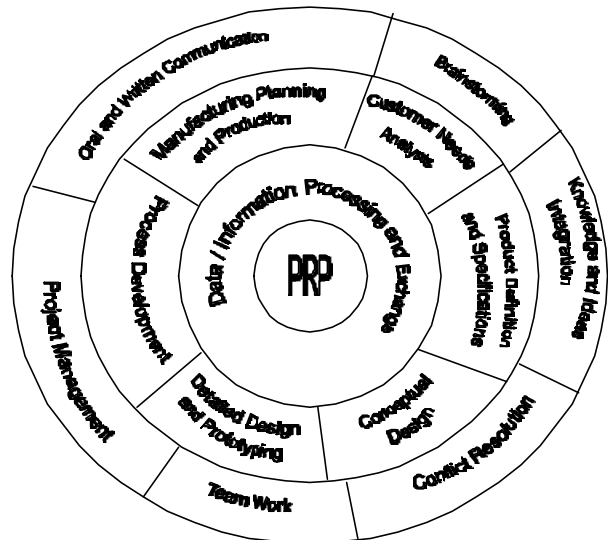 Oral and Written Communication
Brainstorming
Knowledge and Ideas
Integration
Conflict Resolution
Team Work
Project Management
Manufacturing Planning
and Production
Customer Needs
Analysis
Product Definition
and Specifications
Conceptual
Design
Detailed Design
and Prototyping
Process Development
Data / Information Processing and Exchange
PRP